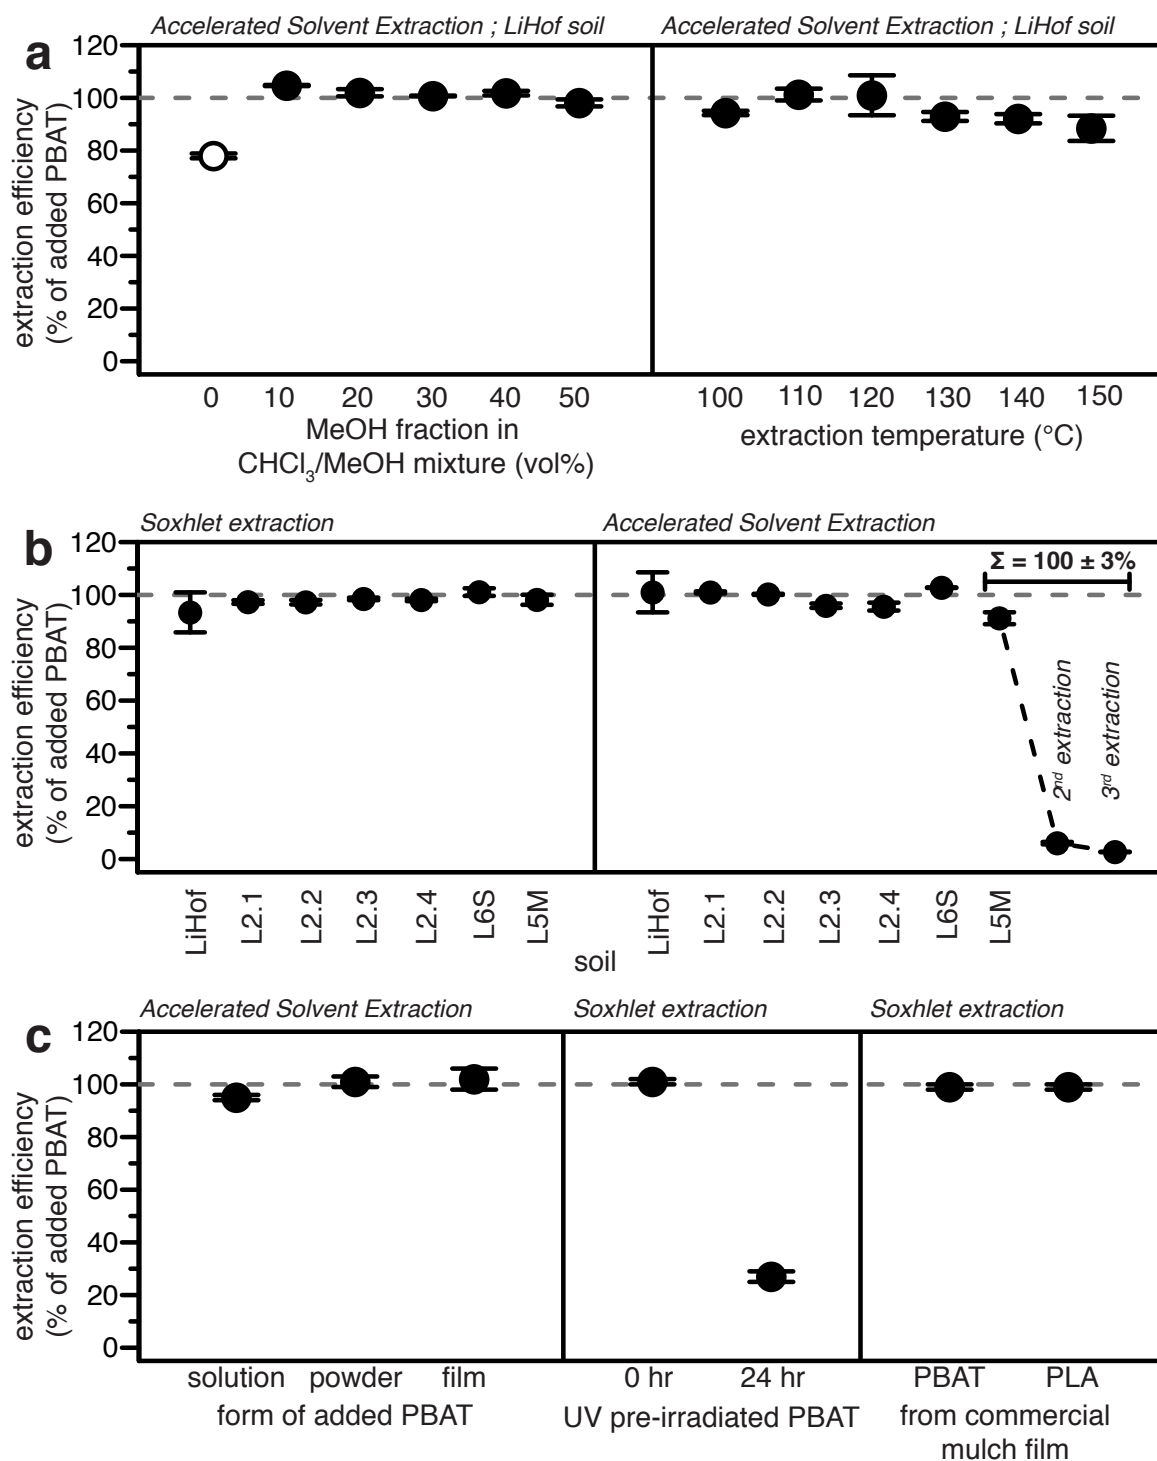 a
Accelerated Solvent Extraction ; LiHof soil
Accelerated Solvent Extraction ; LiHof soil
extraction efficiency
(% of added PBAT)
120
100
80
60
40
20
0
0 10 20 30 40 50
MeOH fraction in
CHCl₃/MeOH mixture (vol%)
100 110 120 130 140 150
extraction temperature (°C)
b
Soxhlet extraction
Accelerated Solvent Extraction
extraction efficiency
(% of added PBAT)
120
100
80
60
40
20
0
Σ = 100 ± 3%
2nd extraction
3rd extraction
LiHof L2.1 L2.2 L2.3 L2.4 L6S L5M
LiHof L2.1 L2.2 L2.3 L2.4 L6S L5M
soil
c
Accelerated Solvent Extraction
Soxhlet extraction
Soxhlet extraction
extraction efficiency
(% of added PBAT)
120
100
80
60
40
20
0
solution powder film
form of added PBAT
0 hr 24 hr
UV pre-irradiated PBAT
PBAT PLA
from commercial
mulch film